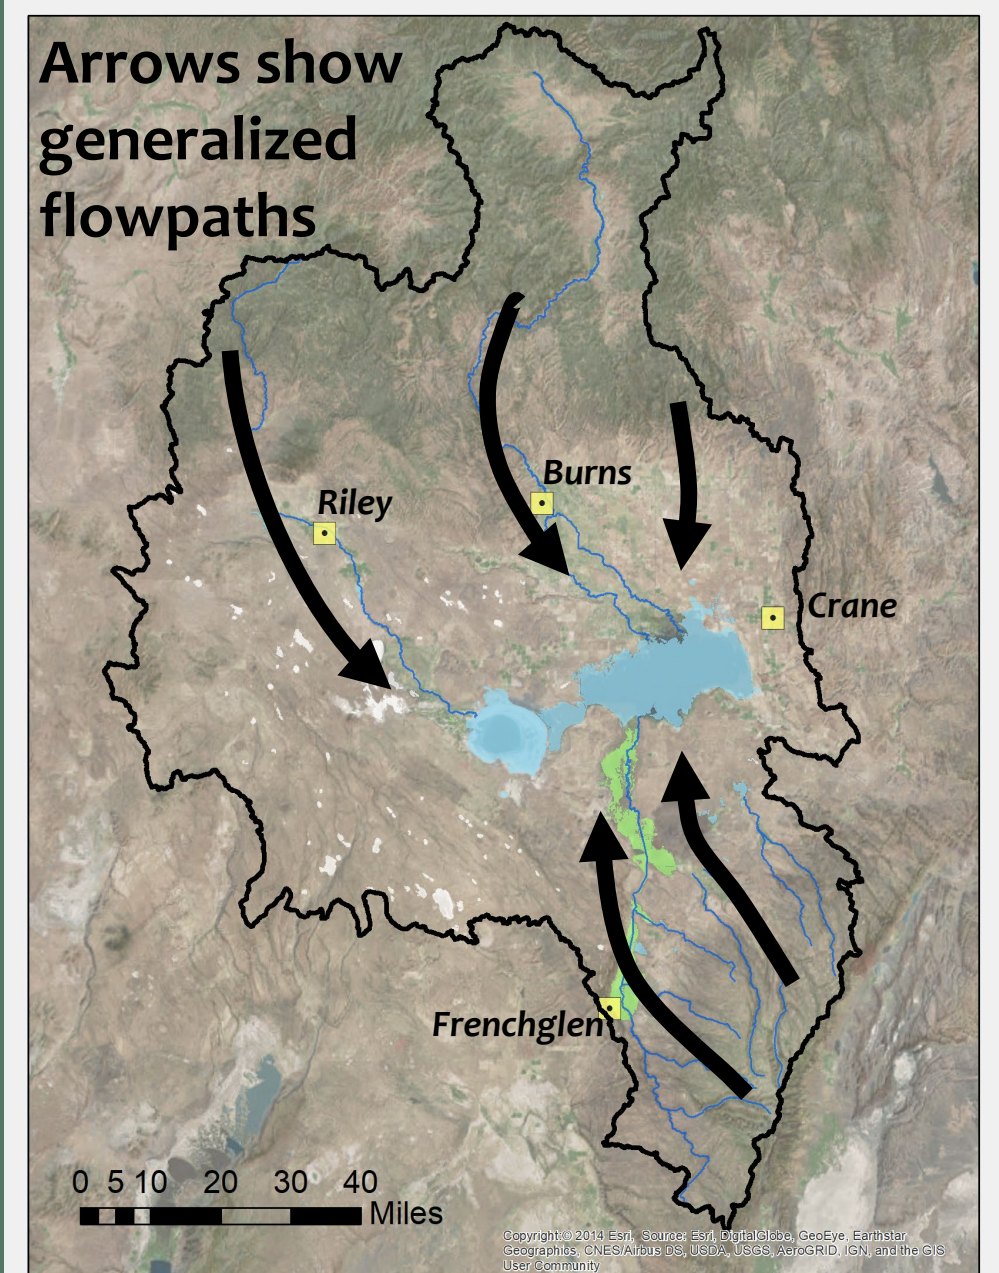 Arrows show
generalized
flowpaths
Burns
Riley
Crane
Frenchglen
0 5 10 20 30 40
Miles
Copyright:© 2014 Esri, Source: Esri, DigitalGlobe, GeoEye, Earthstar
Geographics, CNES/Airbus DS, USDA, USGS, AeroGRID, IGN, and the GIS
User Community